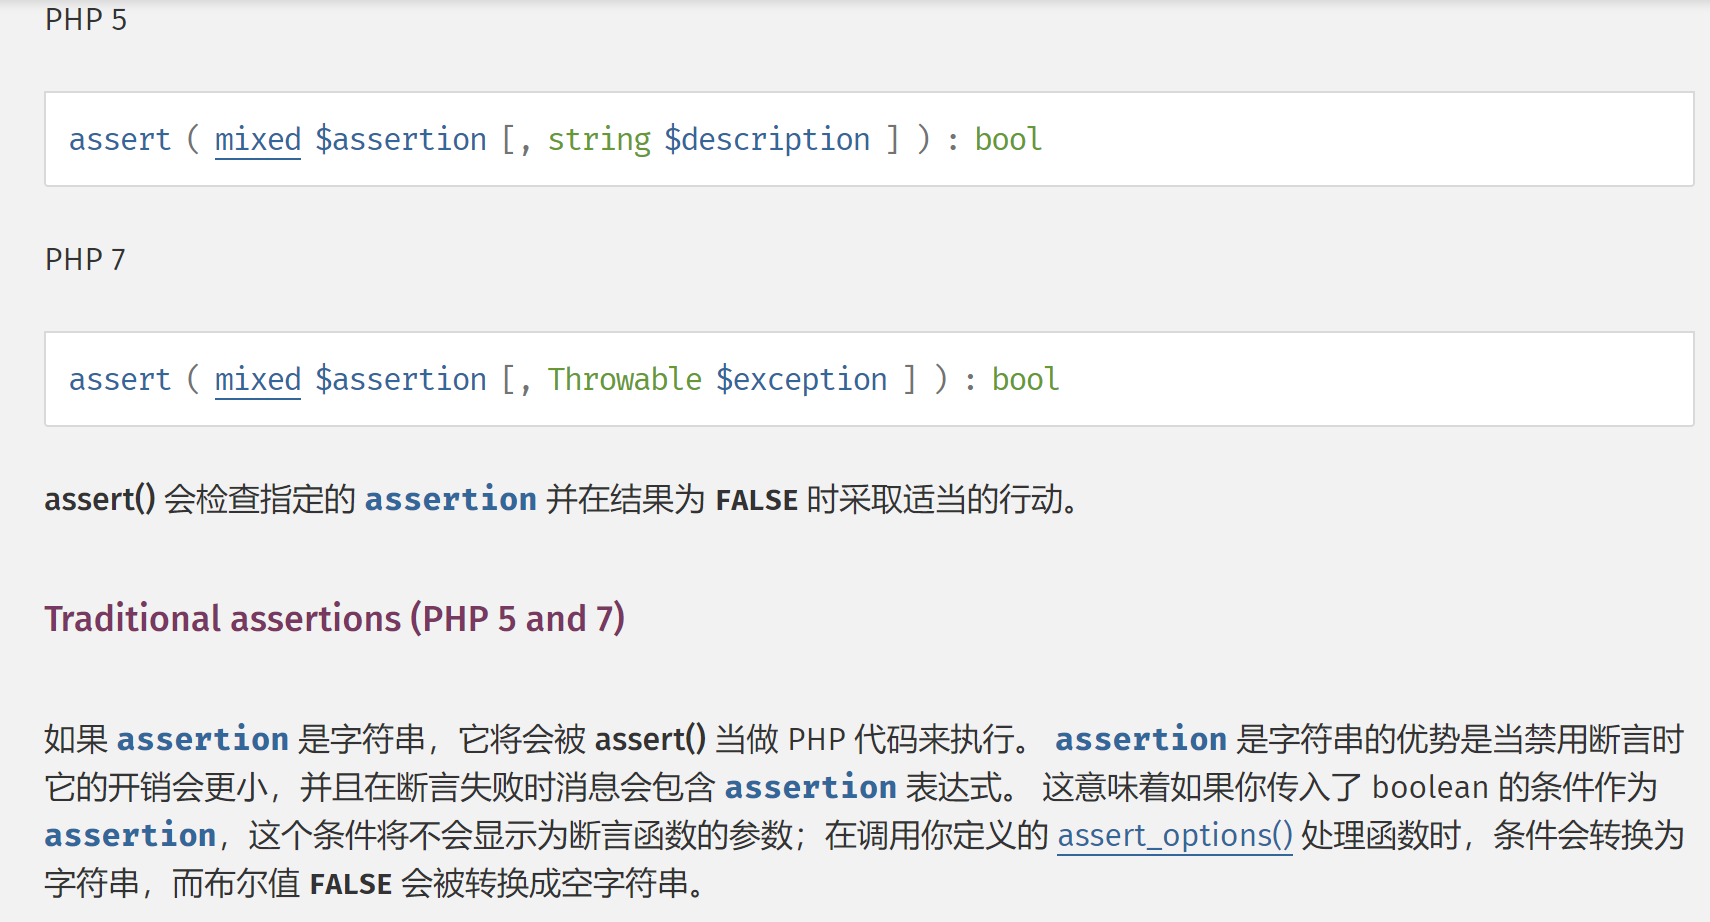 PHP 5
assert ( mixed $assertion [, string $description ] ) : bool
PHP 7
assert ( mixed $assertion [, Throwable $exception ] ) : bool
assert() 会检查指定的 assertion 并在结果为 FALSE 时采取适当的行动。
Traditional assertions (PHP 5 and 7)
如果 assertion 是字符串，它将会被 assert() 当做 PHP 代码来执行。 assertion 是字符串的优势是当禁用断言时
它的开销会更小，并且在断言失败时消息会包含 assertion 表达式。 这意味着如果你传入了 boolean 的条件作为
assertion，这个条件将不会显示为断言函数的参数；在调用你定义的 assert_options() 处理函数时，条件会转换为
字符串，而布尔值 FALSE 会被转换成空字符串。